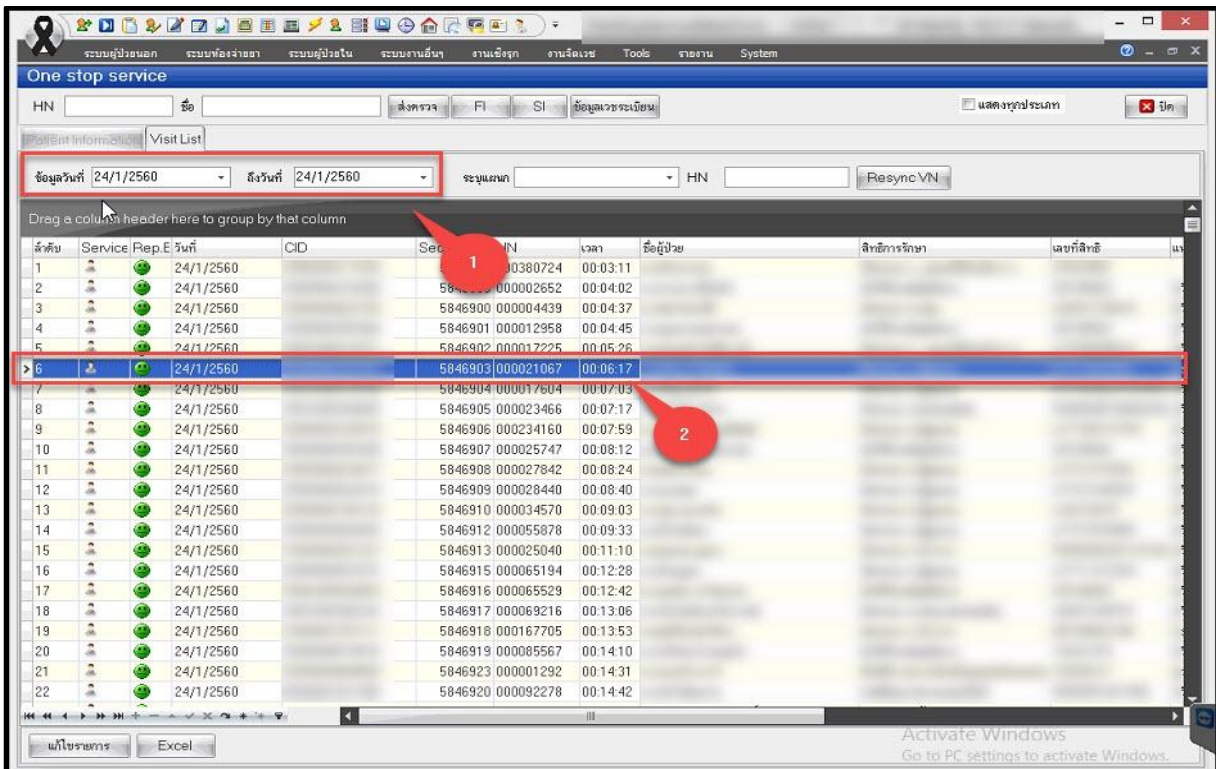 ระบบผู้ป่วยนอก ระบบห้องจ่ายยา ระบบผู้ป่วยใน ระบบงานอื่นๆ งานเชิงรุก งานจิตเวช Tools รายงาน System
One stop service
HN ชื่อ ส่งตรวจ FI SI ข้อมูลเวชระเบียน แสดงทุกประเภท ปิด
Patient Information Visit List
ข้อมูลวันที่ 24/1/2560 ถึงวันที่ 24/1/2560 ระบุแผนก HN Resync VN
Drag a column header here to group by that column
ลำดับ Service Rep.E วันที่ CID เวลา ชื่อผู้ป่วย สิทธิการรักษา เลขที่สิทธิ
1
1 24/1/2560 00:03:11
2 24/1/2560 000002652 00:04:02
3 24/1/2560 5846900 000004439 00:04:37
4 24/1/2560 5846901 000012958 00:04:45
5 24/1/2560 5846902 000017225 00:05:26
6 24/1/2560 5846903 000021067 00:06:17
7 24/1/2560 5846904 000017604 00:07:03
8 24/1/2560 5846905 000023466 00:07:17
2
9 24/1/2560 5846906 000234160 00:07:59
10 24/1/2560 5846907 000025747 00:08:12
11 24/1/2560 5846908 000027842 00:08:24
12 24/1/2560 5846909 000028440 00:08:40
13 24/1/2560 5846910 000034570 00:09:03
14 24/1/2560 5846912 000055878 00:09:33
15 24/1/2560 5846913 000025040 00:11:10
16 24/1/2560 5846915 000065194 00:12:28
17 24/1/2560 5846916 000065529 00:12:42
18 24/1/2560 5846917 000069216 00:13:06
19 24/1/2560 5846918 000167705 00:13:53
20 24/1/2560 5846919 000085567 00:14:10
21 24/1/2560 5846923 000001292 00:14:31
22 24/1/2560 5846920 000092278 00:14:42
แก้ไขรายการ Excel
Activate Windows
Go to PC settings to activate Windows.